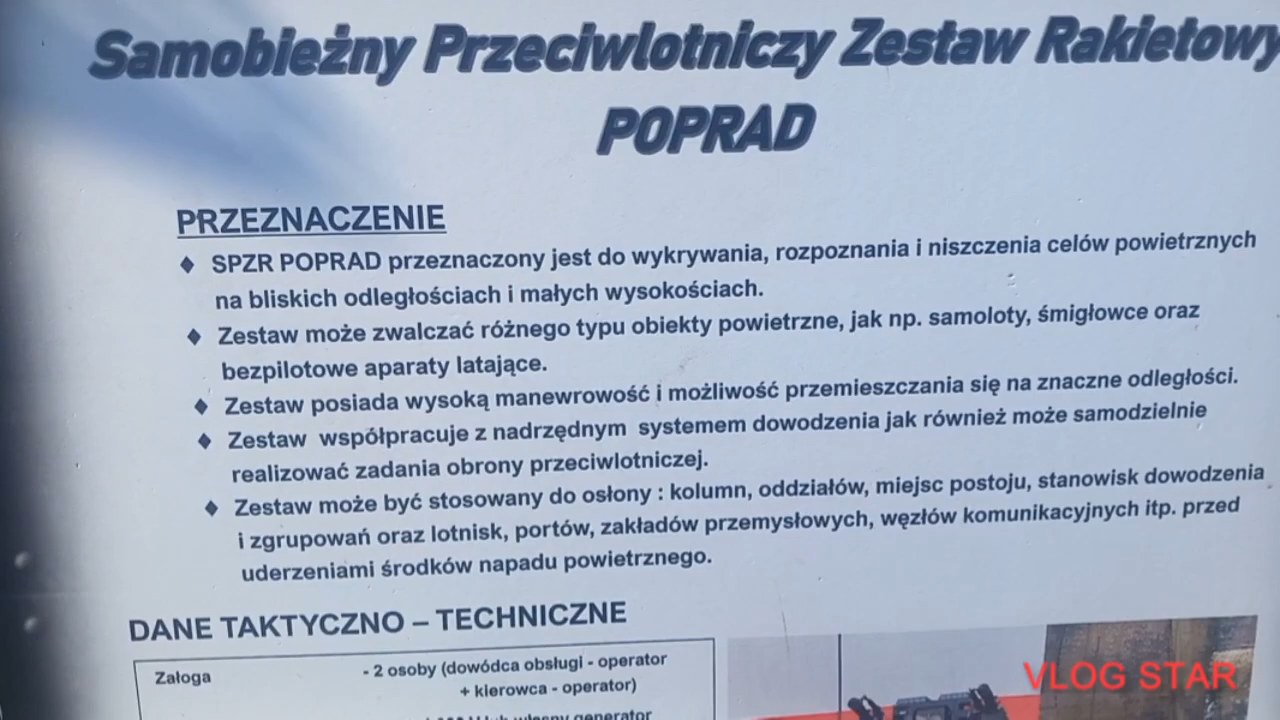 Samobieżny Przeciwlotniczy Zestaw Rakietowy
POPRAD
PRZEZNACZENIE
♦ SPZR POPRAD przeznaczony jest do wykrywania, rozpoznania i niszczenia celów powietrznych
na bliskich odległościach i małych wysokościach.
♦ Zestaw może zwalczać różnego typu obiekty powietrzne, jak np. samoloty, śmigłowce oraz
bezpilotowe aparaty latające.
♦ Zestaw posiada wysoką manewrowość i możliwość przemieszczania się na znaczne odległości.
♦ Zestaw współpracuje z nadrzędnym systemem dowodzenia jak również może samodzielnie
realizować zadania obrony przeciwlotniczej.
♦ Zestaw może być stosowany do osłony : kolumn, oddziałów, miejsc postoju, stanowisk dowodzenia
i zgrupowań oraz lotnisk, portów, zakładów przemysłowych, węzłów komunikacyjnych itp. przed
uderzeniami środków napadu powietrznego.
DANE TAKTYCZNO – TECHNICZNE
Załoga - 2 osoby (dowódca obsługi - operator
+ kierowca - operator)
własny generator
VLOG STAR